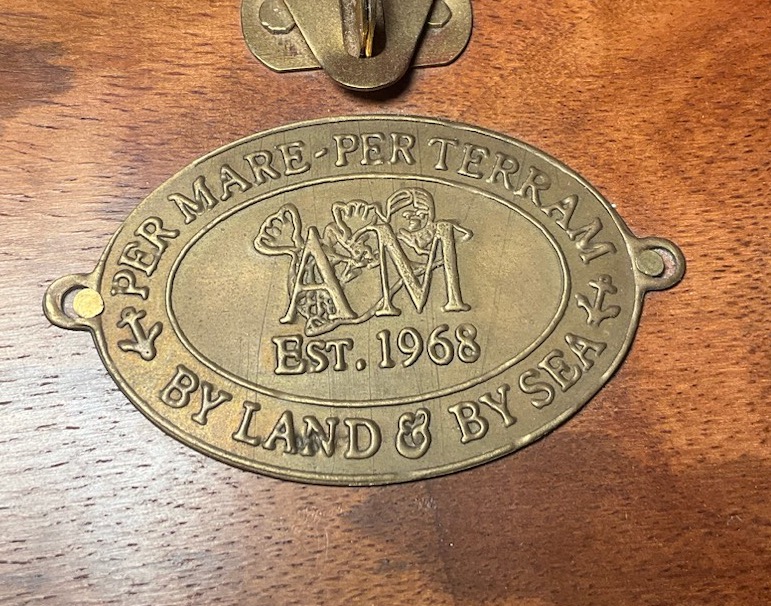 PER MARE-PER TERRAM
AM
EST. 1968
BY LAND & BY SEA